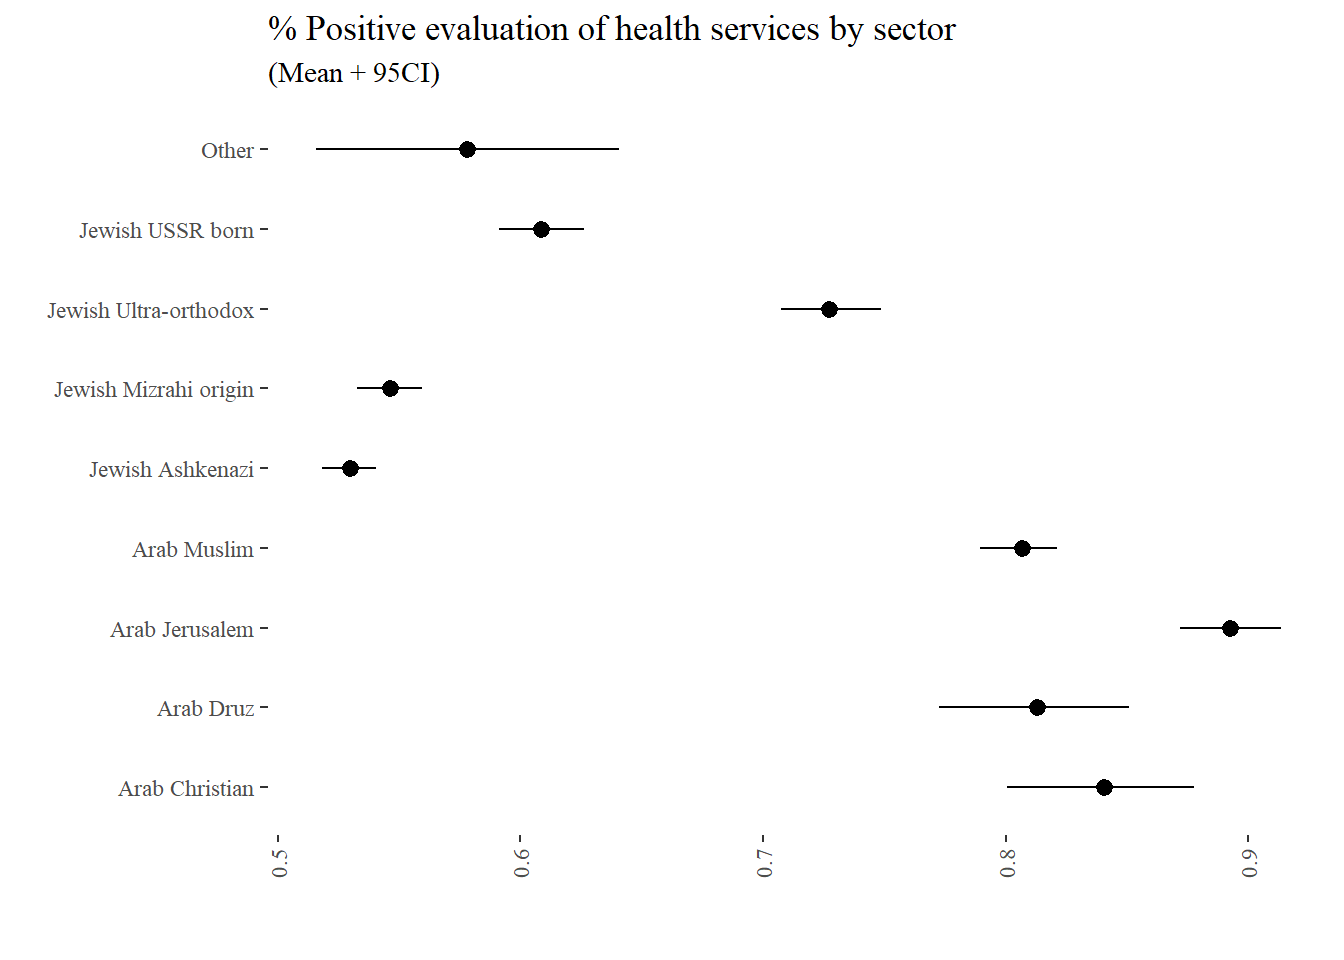 % Positive evaluation of health services by sector
(Mean + 95CI)
Other
Jewish USSR born
Jewish Ultra-orthodox
Jewish Mizrahi origin
Jewish Ashkenazi
Arab Muslim
Arab Jerusalem
Arab Druz
Arab Christian
0.5
0.6
0.7
0.8
0.9